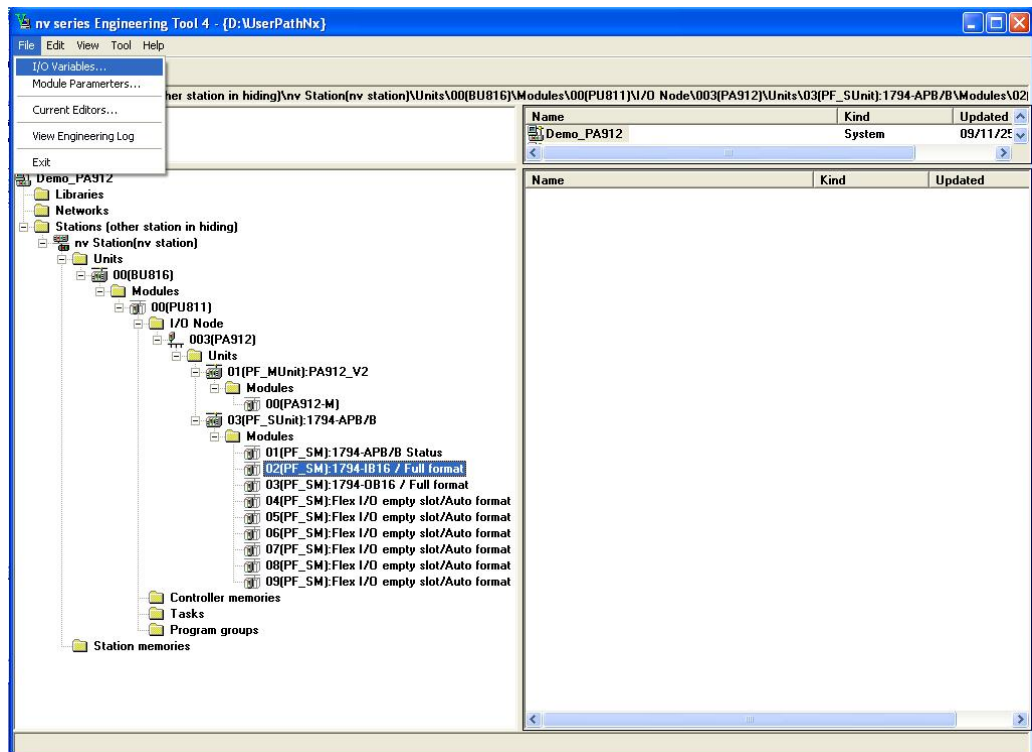 nv series Engineering Tool 4 - {D:\UserPathNx}
File Edit View Tool Help
I/O Variables...
Module Paramerters...
Current Editors...
View Engineering Log
Exit
her station in hiding)\nv Station(nv station)\Units\00(BU816)\Modules\00(PU811)\I/O Node\003(PA912)\Units\03(PF_SUnit):1794-APB/B\Modules\02(
Name Kind Updated
Demo_PA912 System 09/11/25
Demo_PA912
Libraries
Networks
Stations (other station in hiding)
nv Station(nv station)
Units
00(BU816)
Modules
00(PU811)
I/O Node
003(PA912)
Units
01(PF_MUnit):PA912_V2
Modules
00(PA912-M)
03(PF_SUnit):1794-APB/B
Modules
01(PF_SM):1794-APB/B Status
02(PF_SM):1794-IB16 / Full format
03(PF_SM):1794-OB16 / Full format
04(PF_SM):Flex I/O empty slot/Auto format
05(PF_SM):Flex I/O empty slot/Auto format
06(PF_SM):Flex I/O empty slot/Auto format
07(PF_SM):Flex I/O empty slot/Auto format
08(PF_SM):Flex I/O empty slot/Auto format
09(PF_SM):Flex I/O empty slot/Auto format
Controller memories
Tasks
Program groups
Station memories
Name Kind Updated